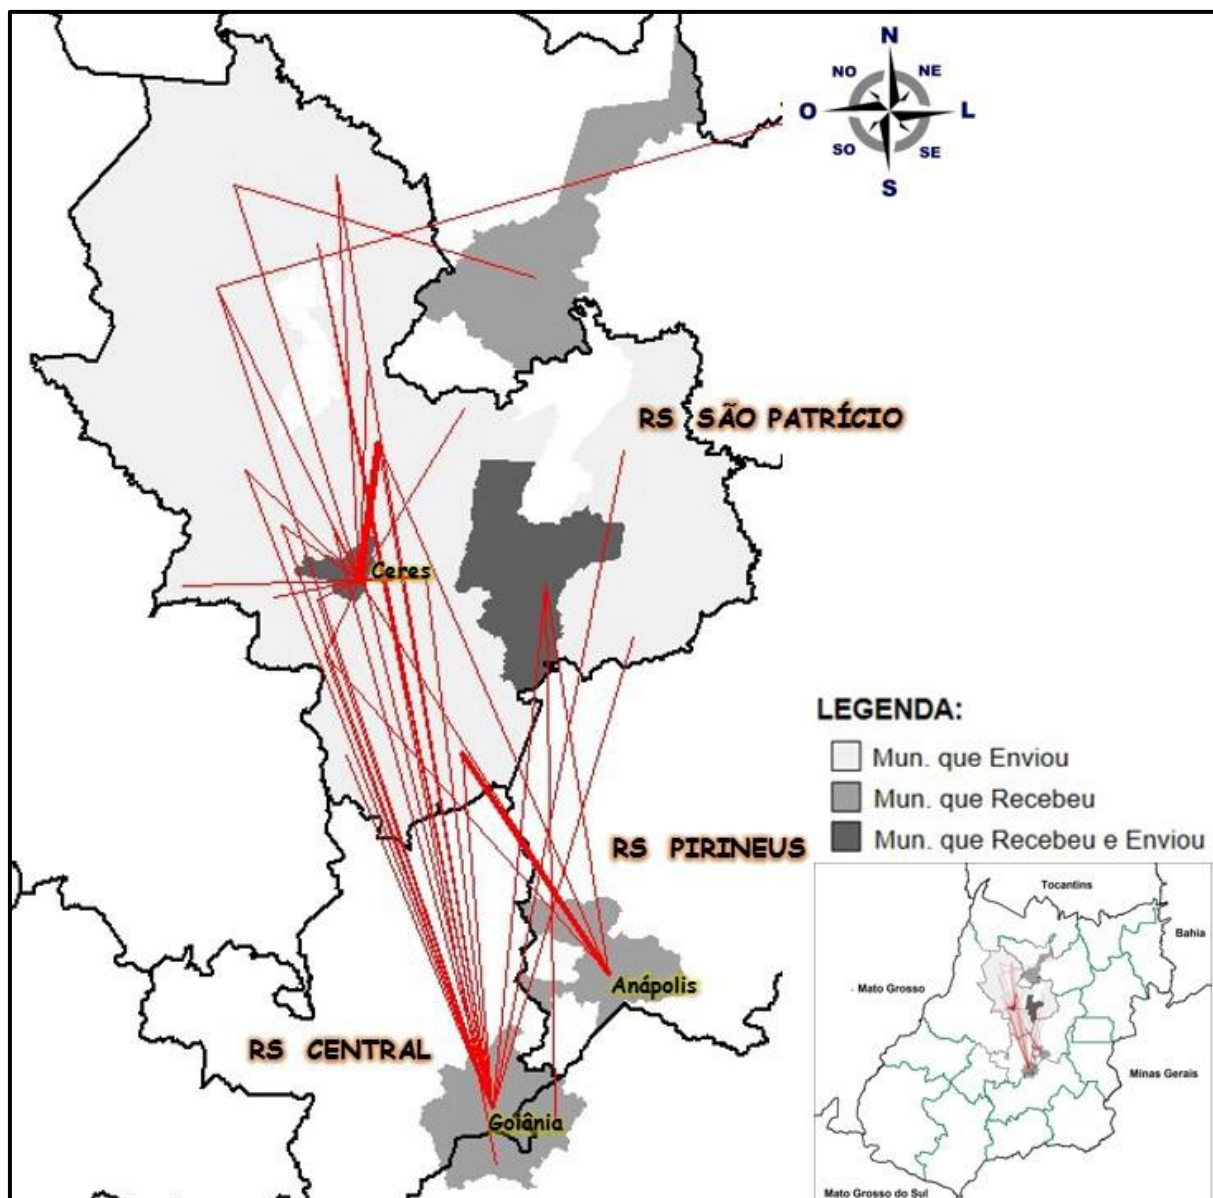 N
NO
NE
O
L
SO
SE
S
RS SÃO PATRÍCIO
Ceres
LEGENDA:
Mun. que Enviou
Mun. que Recebeu
Mun. que Recebeu e Enviou
RS PIRINEUS
Anápolis
RS CENTRAL
Goiânia
Tocantins
Bahia
Mato Grosso
Minas Gerais
Mato Grosso do Sul